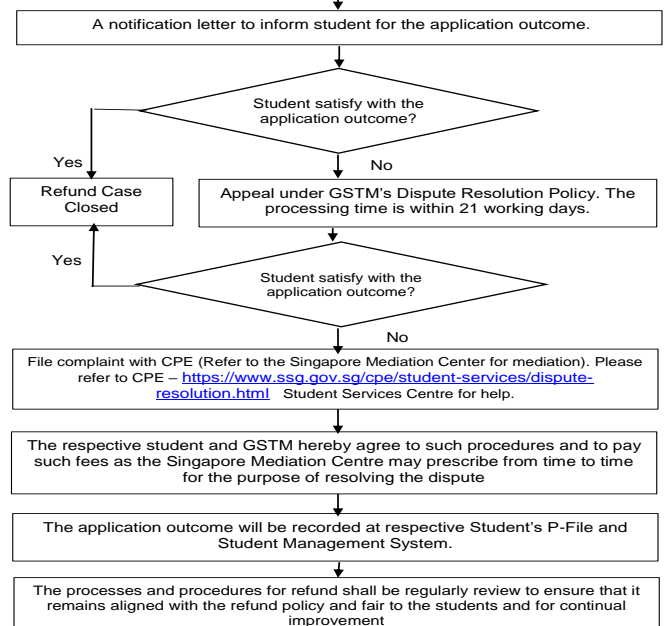 A notification letter to inform student for the application outcome.
Student satisfy with the
application outcome?
Yes
No
Refund Case
Closed
Appeal under GSTM's Dispute Resolution Policy. The
processing time is within 21 working days.
Yes
Student satisfy with the
application outcome?
No
File complaint with CPE (Refer to the Singapore Mediation Center for mediation). Please
refer to CPE – https://www.ssg.gov.sg/cpe/student-services/dispute-
resolution.html Student Services Centre for help.
The respective student and GSTM hereby agree to such procedures and to pay
such fees as the Singapore Mediation Centre may prescribe from time to time
for the purpose of resolving the dispute
The application outcome will be recorded at respective Student's P-File and
Student Management System.
The processes and procedures for refund shall be regularly review to ensure that it
remains aligned with the refund policy and fair to the students and for continual
improvement